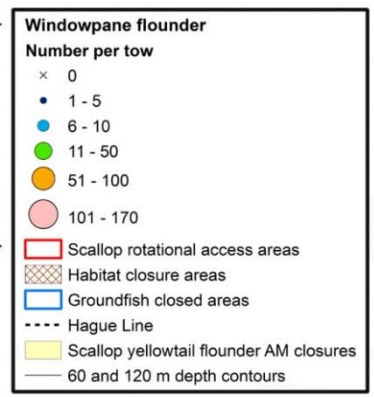 Windowpane flounder
Number per tow
0
1 - 5
6 - 10
11 - 50
51 - 100
101 - 170
Scallop rotational access areas
Habitat closure areas
Groundfish closed areas
Hague Line
Scallop yellowtail flounder AM closures
60 and 120 m depth contours